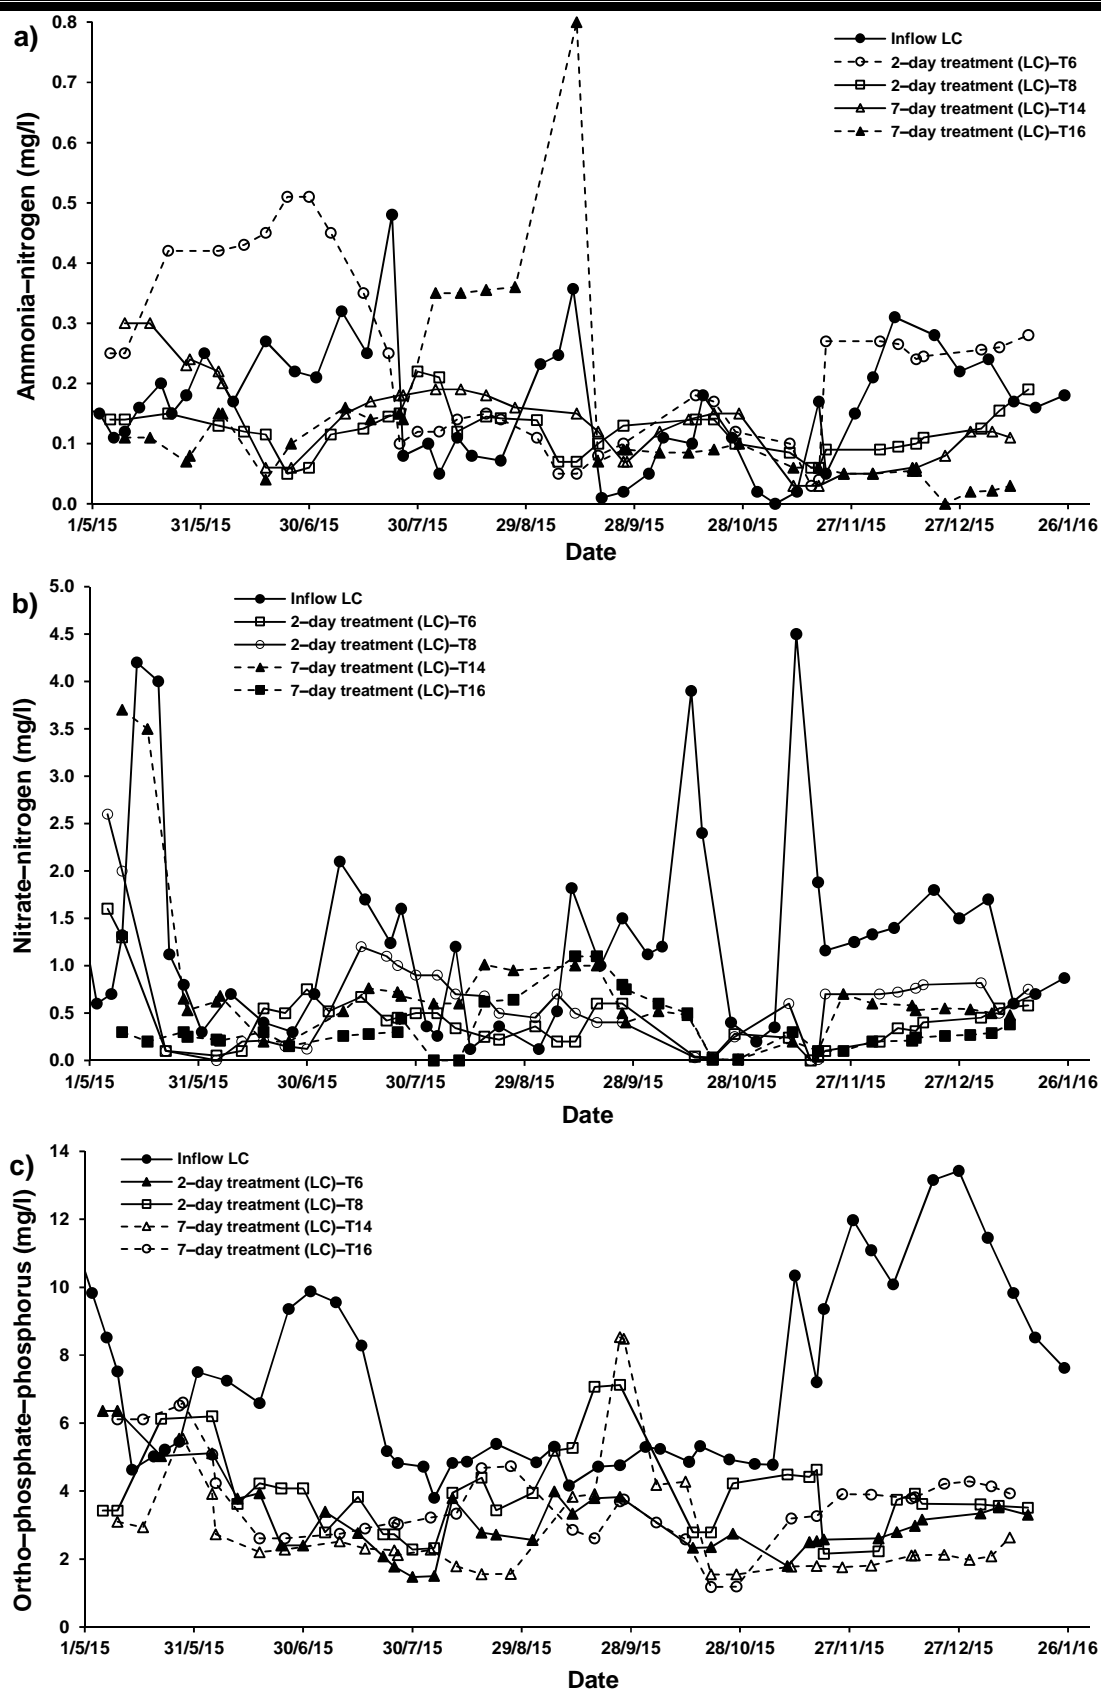 a)
Ammonia–nitrogen (mg/l)
0.8
0.7
0.6
0.5
0.4
0.3
0.2
0.1
0.0
Inflow LC
2–day treatment (LC)–T6
2–day treatment (LC)–T8
7–day treatment (LC)–T14
7–day treatment (LC)–T16
1/5/15 31/5/15 30/6/15 30/7/15 29/8/15 28/9/15 28/10/15 27/11/15 27/12/15 26/1/16
Date
b)
Nitrate–nitrogen (mg/l)
5.0
4.5
4.0
3.5
3.0
2.5
2.0
1.5
1.0
0.5
0.0
Inflow LC
2–day treatment (LC)–T6
2–day treatment (LC)–T8
7–day treatment (LC)–T14
7–day treatment (LC)–T16
1/5/15 31/5/15 30/6/15 30/7/15 29/8/15 28/9/15 28/10/15 27/11/15 27/12/15 26/1/16
Date
c)
Ortho–phosphate–phosphorus (mg/l)
14
12
10
8
6
4
2
0
Inflow LC
2–day treatment (LC)–T6
2–day treatment (LC)–T8
7–day treatment (LC)–T14
7–day treatment (LC)–T16
1/5/15 31/5/15 30/6/15 30/7/15 29/8/15 28/9/15 28/10/15 27/11/15 27/12/15 26/1/16
Date